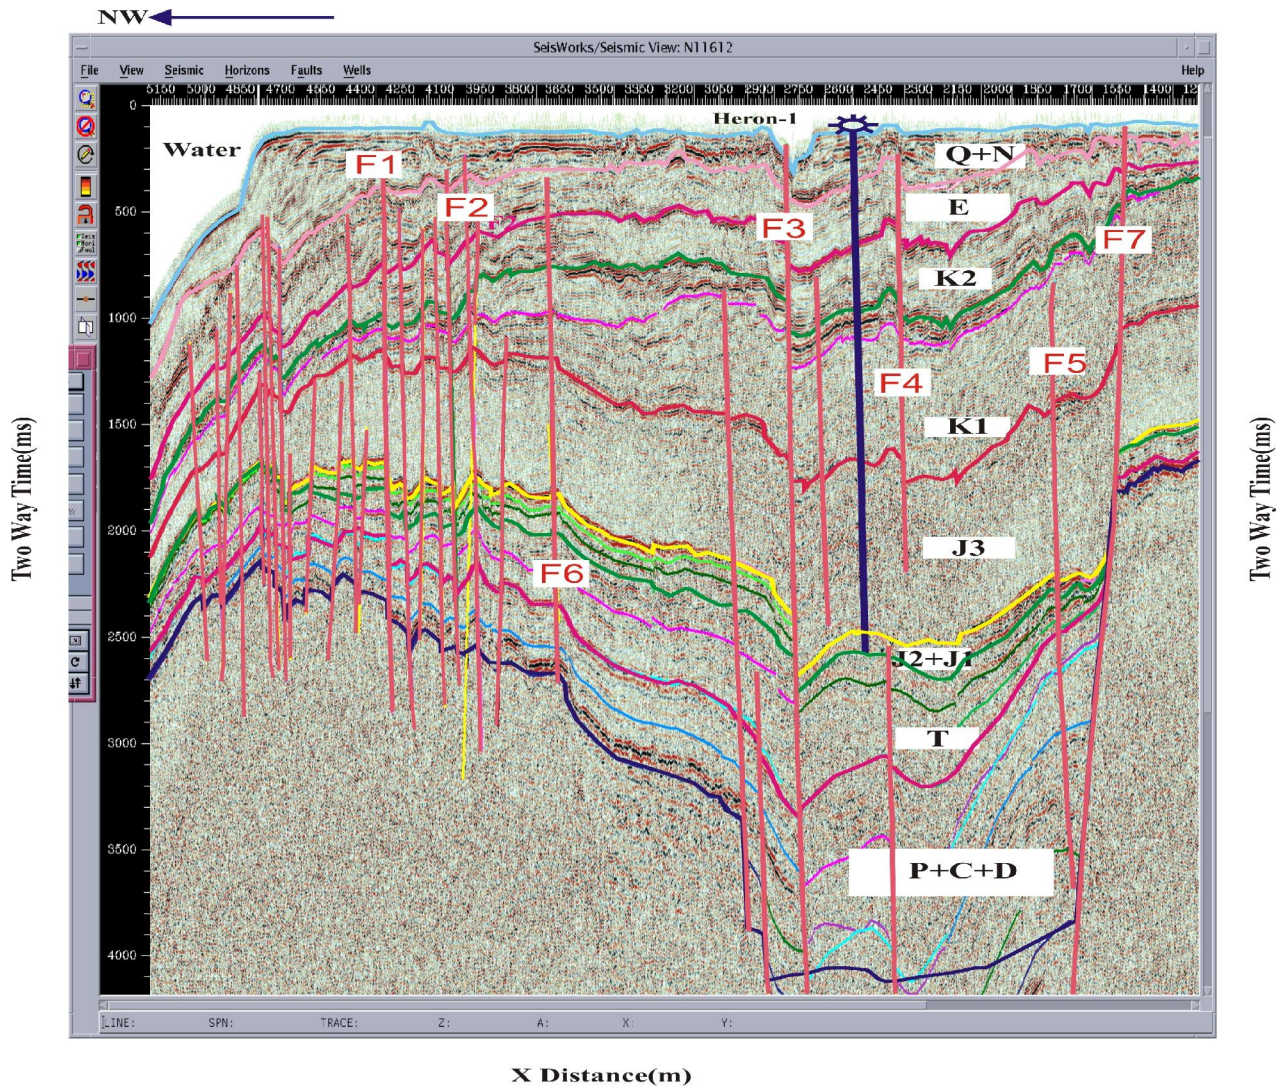 NW
SeisWorks/Seismic View: N11612
File View Seismic Horizons Faults Wells Help
5150 5000 4850 4700 4550 4400 4250 4100 3950 3800 3650 3500 3350 3200 3050 2900 2750 2600 2450 2300 2150 2000 1850 1700 1550 1400
0
Heron-1
Water
Q+N
F1
500
E
F2
F3
F7
K2
1000
F5
F4
K1
1500
2000
J3
F6
2500
J2+J1
T
3000
3500
P+C+D
4000
Two Way Time(ms)
Two Way Time(ms)
LINE: SPN: TRACE: Z: A: X: Y:
X Distance(m)